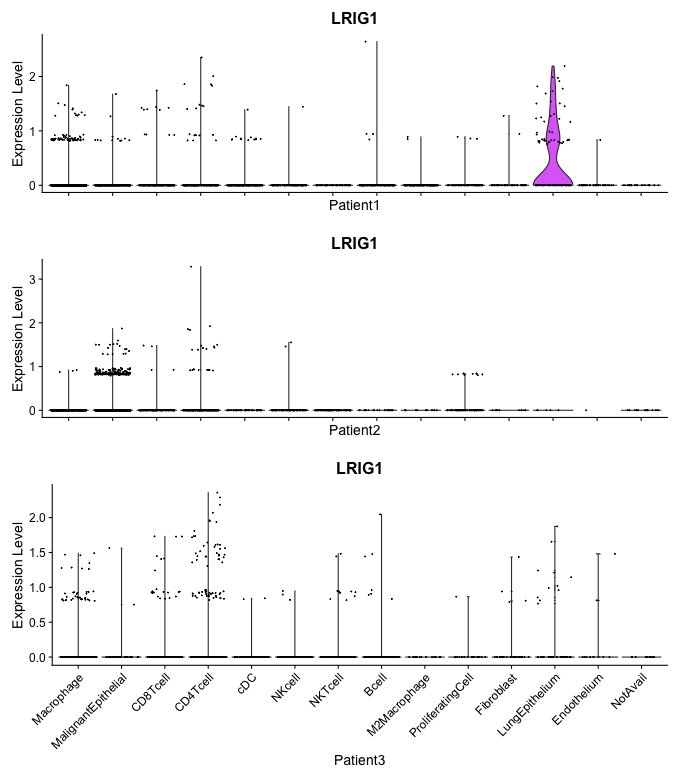 LRIG1
Expression Level
2
1
0
Patient1
LRIG1
Expression Level
3
2
1
0
Patient2
LRIG1
Expression Level
2.0
1.5
1.0
0.5
0.0
Macrophage
MalignantEpithelial
CD8Tcell
CD4Tcell
cDC
NKcell
NKTcell
Bcell
M2Macrophage
ProliferatingCell
Fibroblast
LungEpithelium
Endothelium
NotAvail
Patient3